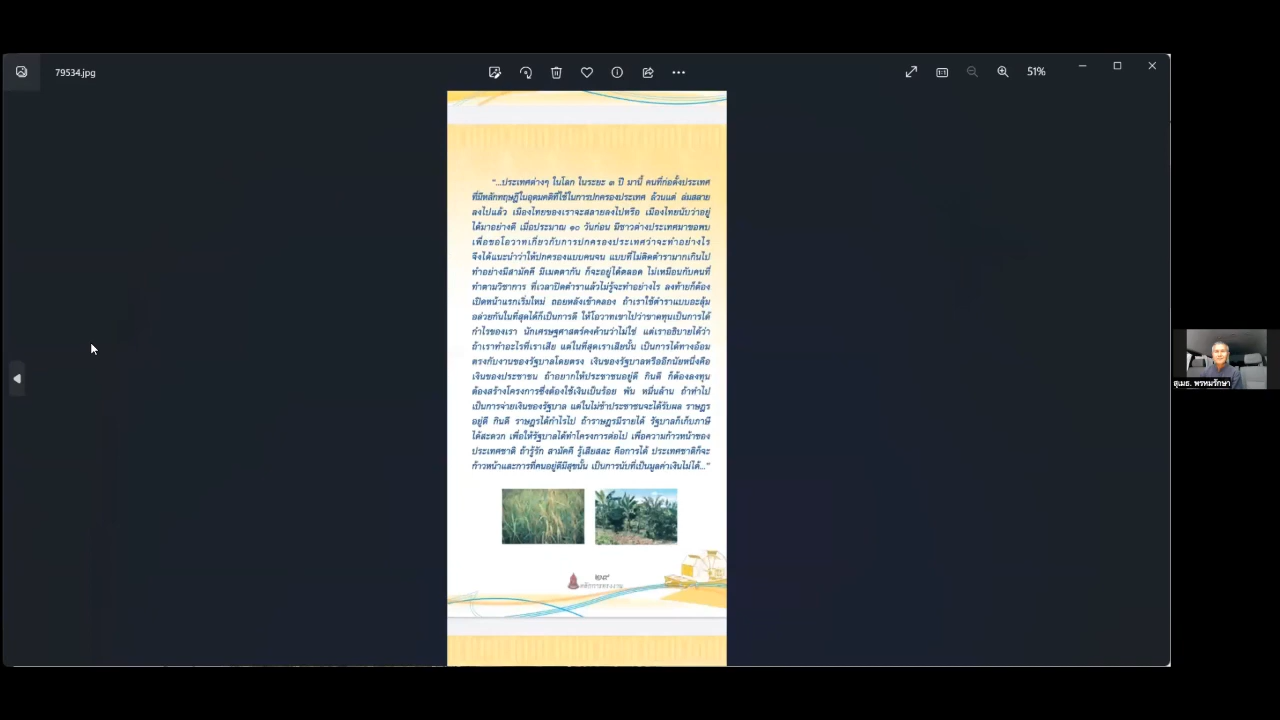 79534.jpg
51%
"...ประเทศต่างๆ ในโลก ในระยะ ๓ ปี มานี้ คนที่ก่อตั้งประเทศ
ที่มีหลักทฤษฎีในอุดมคติที่ใช้ในการปกครองประเทศ ล้วนแต่ ล่มสลาย
ลงไปแล้ว เมืองไทยของเราจะสลายลงไปหรือ เมืองไทยนับว่าอยู่
ได้มาอย่างดี เมื่อประมาณ ๑๐ วันก่อน มีชาวต่างประเทศมาขอพบ
เพื่อขอโอวาทเกี่ยวกับการปกครองประเทศว่าจะทำอย่างไร
จึงได้แนะนำว่าให้ปกครองแบบคนจน แบบที่ไม่ติดตำรามากเกินไป
ทำอย่างมีสามัคคี มีเมตตากัน ก็จะอยู่ได้ตลอด ไม่เหมือนกับคนที่
ทำตามวิชาการ ที่เวลาปิดตำราแล้วไม่รู้จะทำอย่างไร ลงท้ายก็ต้อง
เปิดหน้าแรกเริ่มใหม่ ถอยหลังเข้าคลอง ถ้าเราใช้ตำราแบบอะลุ้ม
อล่วยกันในที่สุดได้ก็เป็นการดี ให้โอวาทเขาไปว่าขาดทุนเป็นการได้
กำไรของเรา นักเศรษฐศาสตร์คงค้านว่าไม่ใช่ แต่เราอธิบายได้ว่า
ถ้าเราทำอะไรที่เราเสีย แต่ในที่สุดเราเสียนั้น เป็นการได้ทางอ้อม
ตรงกับงานของรัฐบาลโดยตรง เงินของรัฐบาลหรืออีกนัยหนึ่งคือ
เงินของประชาชน ถ้าอยากให้ประชาชนอยู่ดี กินดี ก็ต้องลงทุน
ต้องสร้างโครงการซึ่งต้องใช้เงินเป็นร้อย พัน หมื่นล้าน ถ้าทำไป
เป็นการจ่ายเงินของรัฐบาล แต่ในไม่ช้าประชาชนจะได้รับผล ราษฎร
อยู่ดี กินดี ราษฎรได้กำไรไป ถ้าราษฎรมีรายได้ รัฐบาลก็เก็บภาษี
ได้สะดวก เพื่อให้รัฐบาลได้ทำโครงการต่อไป เพื่อความก้าวหน้าของ
ประเทศชาติ ถ้ารู้รัก สามัคคี รู้เสียสละ คือการได้ ประเทศชาติก็จะ
ก้าวหน้าและการที่คนอยู่ดีมีสุขนั้น เป็นการนับที่เป็นมูลค่าเงินไม่ได้..."
หลักการทรงงาน
สุเมธ. พรหมรักษา